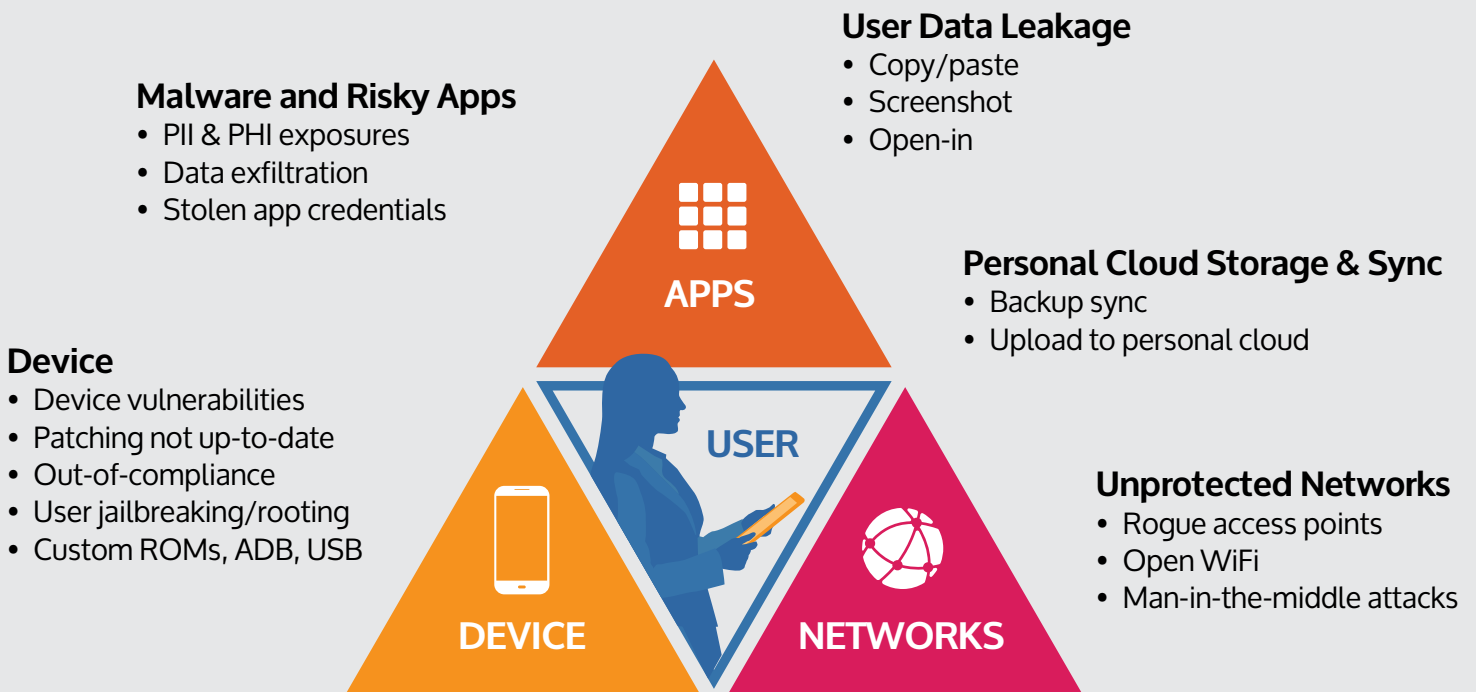 User Data Leakage
• Copy/paste
• Screenshot
• Open-in
Malware and Risky Apps
• PII & PHI exposures
• Data exfiltration
• Stolen app credentials
APPS
Personal Cloud Storage & Sync
• Backup sync
• Upload to personal cloud
Device
• Device vulnerabilities
• Patching not up-to-date
• Out-of-compliance
• User jailbreaking/rooting
• Custom ROMs, ADB, USB
USER
Unprotected Networks
• Rogue access points
• Open WiFi
• Man-in-the-middle attacks
DEVICE
NETWORKS